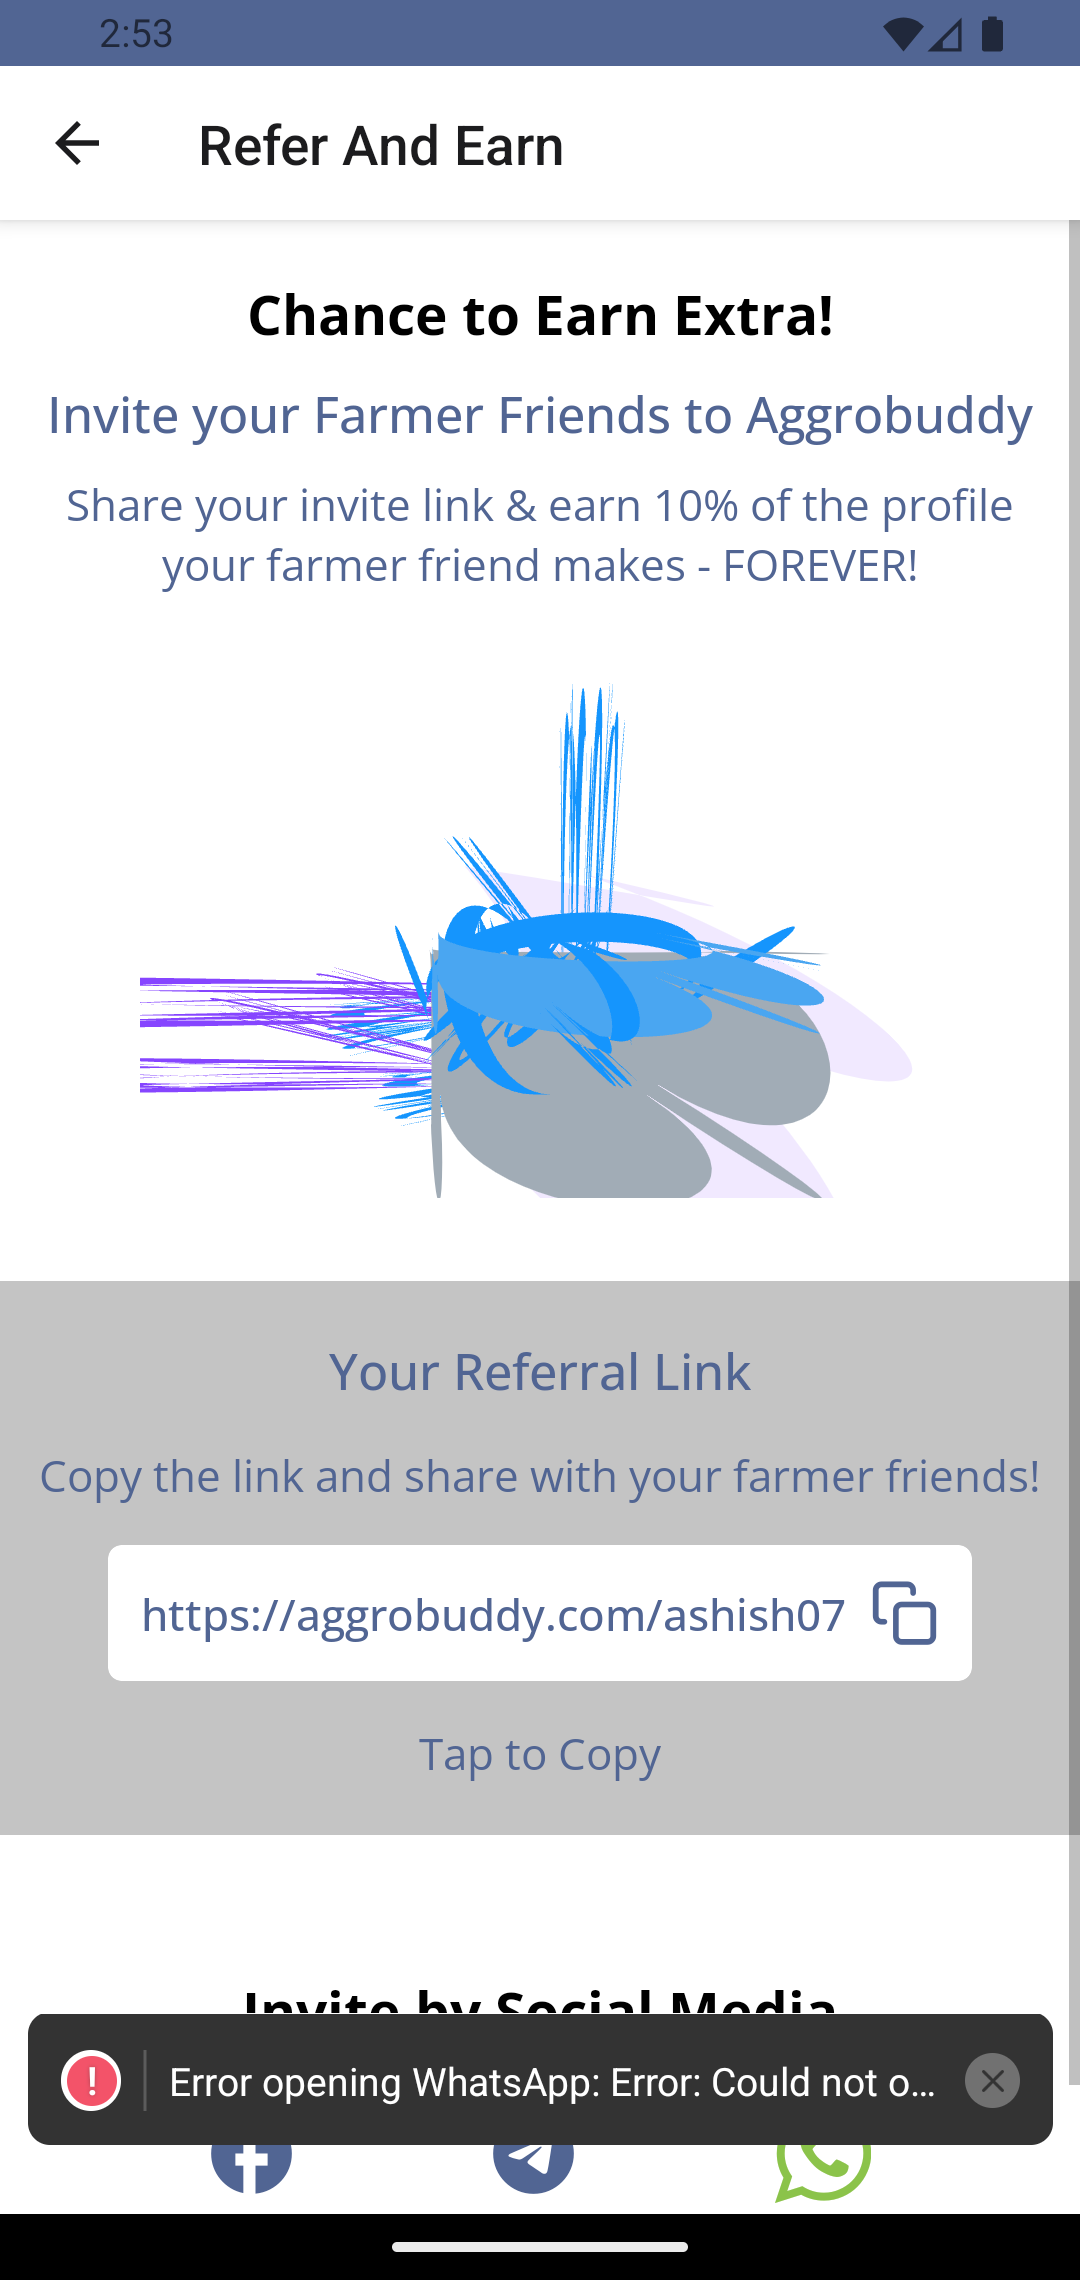 2:53
Refer And Earn
Chance to Earn Extra!
Invite your Farmer Friends to Aggrobuddy
Share your invite link & earn 10% of the profile
your farmer friend makes - FOREVER!
Your Referral Link
Copy the link and share with your farmer friends!
https://aggrobuddy.com/ashish07
Tap to Copy
Invite by Social Media
Error opening WhatsApp: Error: Could not o...